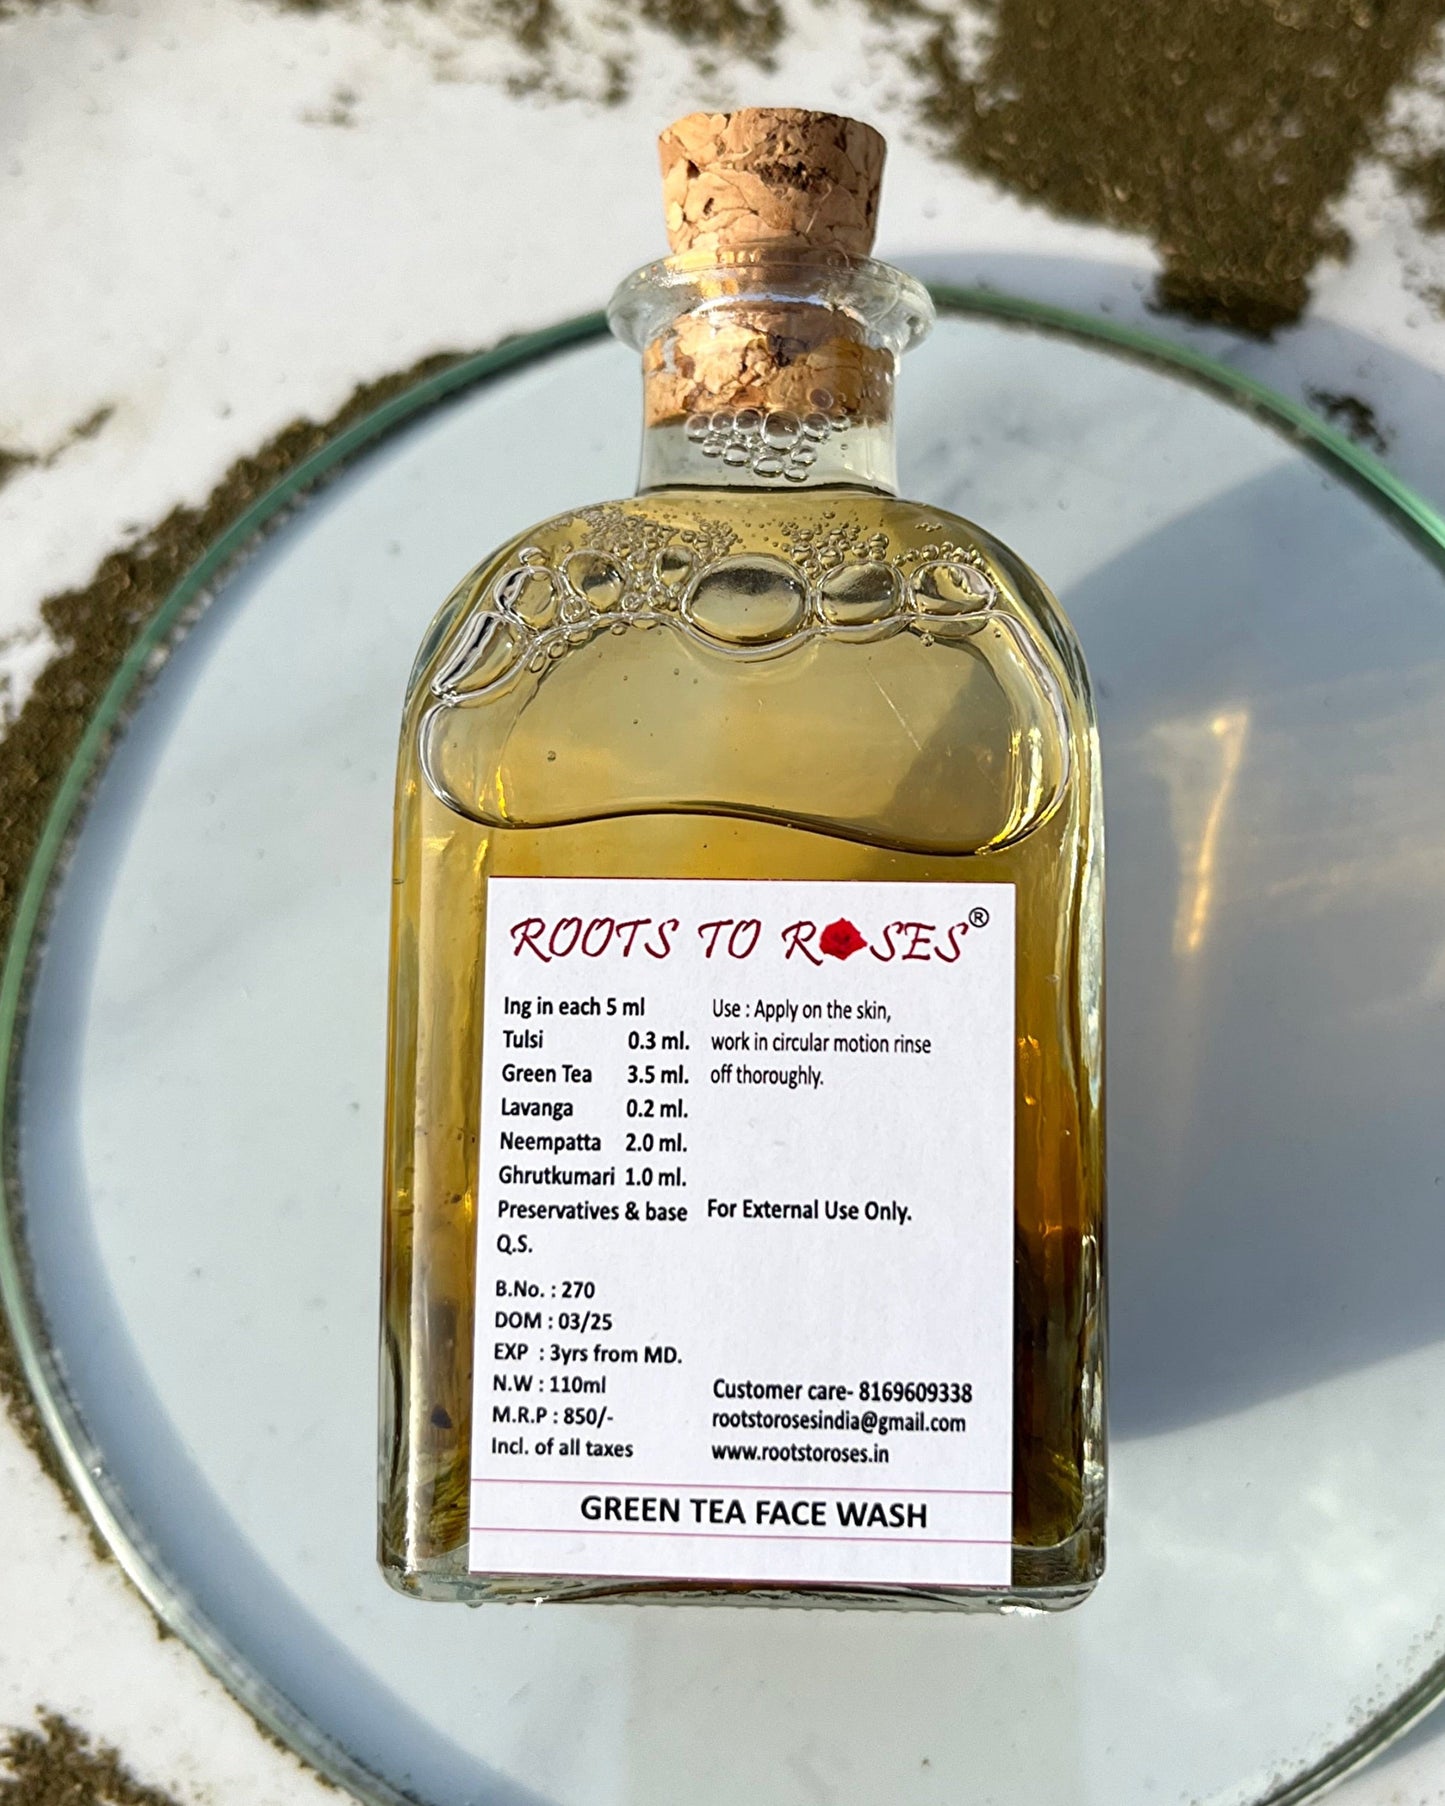 ROOTS TO ROSES®
Ing in each 5 ml
Tulsi 0.3 ml.
Green Tea 3.5 ml.
Lavanga 0.2 ml.
Neempatta 2.0 ml.
Ghrutkumari 1.0 ml.
Preservatives & base
Q.S.
Use : Apply on the skin,
work in circular motion rinse
off thoroughly.
For External Use Only.
B.No. : 270
DOM : 03/25
EXP : 3yrs from MD.
N.W : 110ml
M.R.P : 850/-
Incl. of all taxes
Customer care- 8169609338
rootstorosesindia@gmail.com
www.rootstoroses.in
GREEN TEA FACE WASH